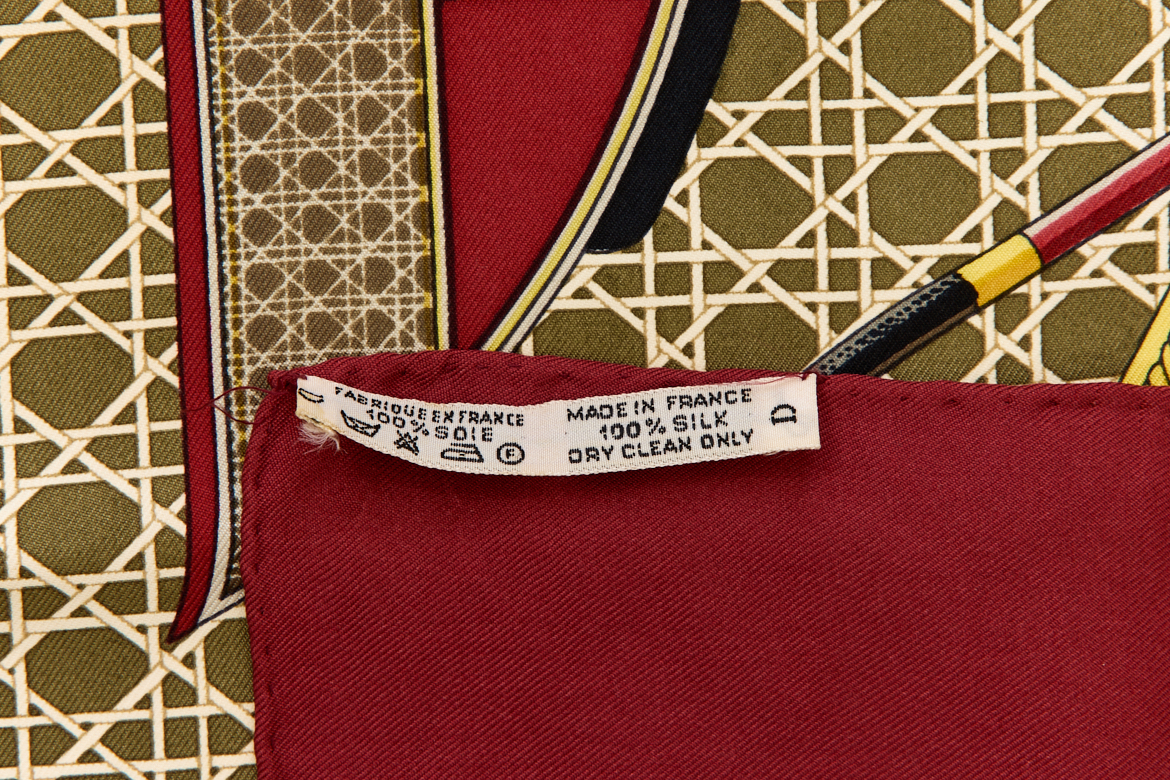 FABRIQUE EN FRANCE
100% SOIE
F
MADE IN FRANCE
100% SILK
DRY CLEAN ONLY
D